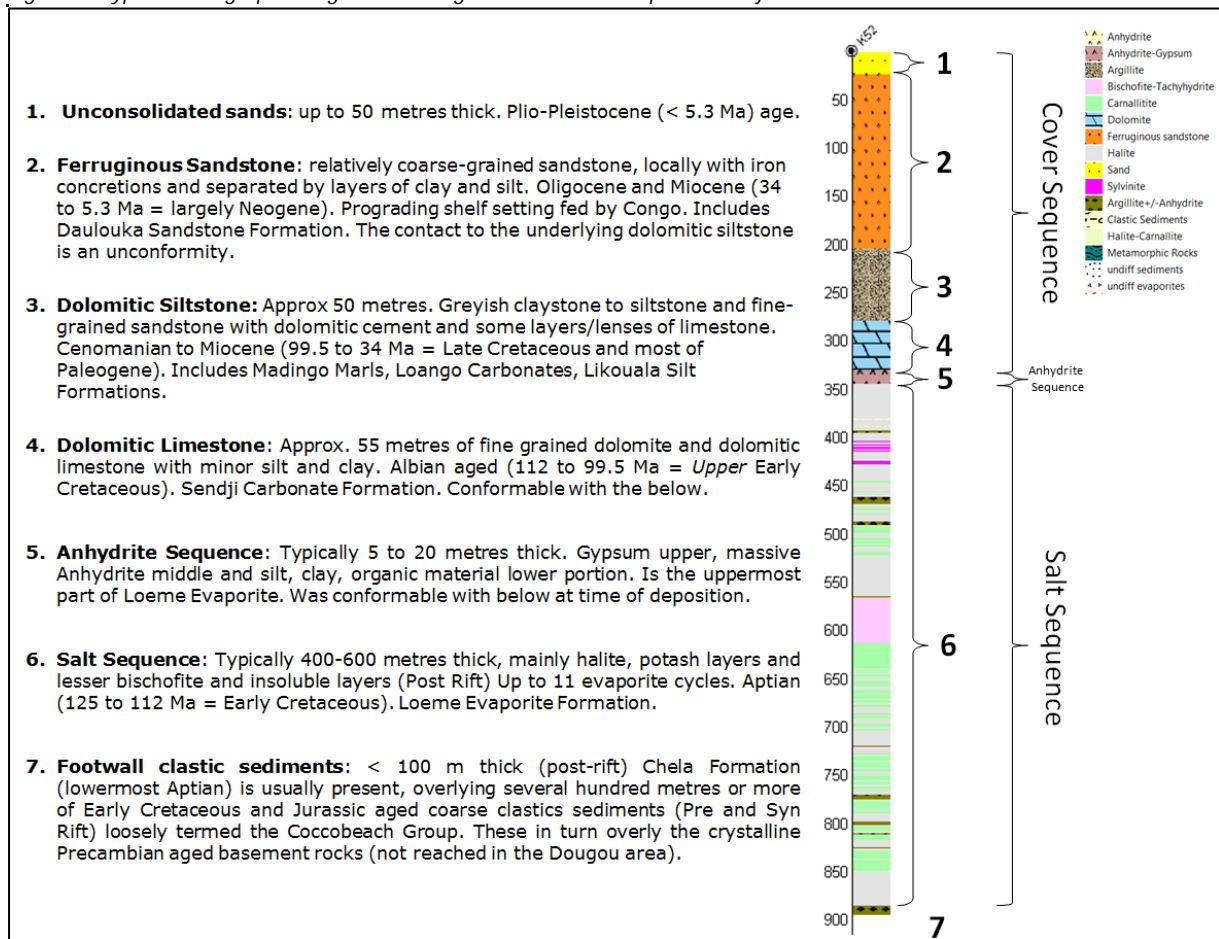 1. Unconsolidated sands: up to 50 metres thick. Plio-Pleistocene (< 5.3 Ma) age.
2. Ferruginous Sandstone: relatively coarse-grained sandstone, locally with iron
concretions and separated by layers of clay and silt. Oligocene and Miocene (34
to 5.3 Ma = largely Neogene). Prograding shelf setting fed by Congo. Includes
Daulouka Sandstone Formation. The contact to the underlying dolomitic siltstone
is an unconformity.
3. Dolomitic Siltstone: Approx 50 metres. Greyish claystone to siltstone and fine-
grained sandstone with dolomitic cement and some layers/lenses of limestone.
Cenomanian to Miocene (99.5 to 34 Ma = Late Cretaceous and most of
Paleogene). Includes Madingo Marls, Loango Carbonates, Likouala Silt
Formations.
4. Dolomitic Limestone: Approx. 55 metres of fine grained dolomite and dolomitic
limestone with minor silt and clay. Albian aged (112 to 99.5 Ma = Upper Early
Cretaceous). Sendji Carbonate Formation. Conformable with the below.
5. Anhydrite Sequence: Typically 5 to 20 metres thick. Gypsum upper, massive
Anhydrite middle and silt, clay, organic material lower portion. Is the uppermost
part of Loeme Evaporite. Was conformable with below at time of deposition.
6. Salt Sequence: Typically 400-600 metres thick, mainly halite, potash layers and
lesser bischofite and insoluble layers (Post Rift) Up to 11 evaporite cycles. Aptian
(125 to 112 Ma = Early Cretaceous). Loeme Evaporite Formation.
7. Footwall clastic sediments: < 100 m thick (post-rift) Chela Formation
(lowermost Aptian) is usually present, overlying several hundred metres or more
of Early Cretaceous and Jurassic aged coarse clastics sediments (Pre and Syn
Rift) loosely termed the Coccobeach Group. These in turn overly the crystalline
Precambian aged basement rocks (not reached in the Dougou area).
K52
50
100
150
200
250
300
350
400
450
500
550
600
650
700
750
800
850
900
1
2
3
4
5
6
7
Cover Sequence
Anhydrite
Sequence
Salt Sequence
Anhydrite
Anhydrite-Gypsum
Argillite
Bischofite-Tachyhydrite
Carnallitite
Dolomite
Ferruginous sandstone
Halite
Sand
Sylvinite
Argillite+/-Anhydrite
Clastic Sediments
Halite-Carnallite
Metamorphic Rocks
undiff sediments
undiff evaporites